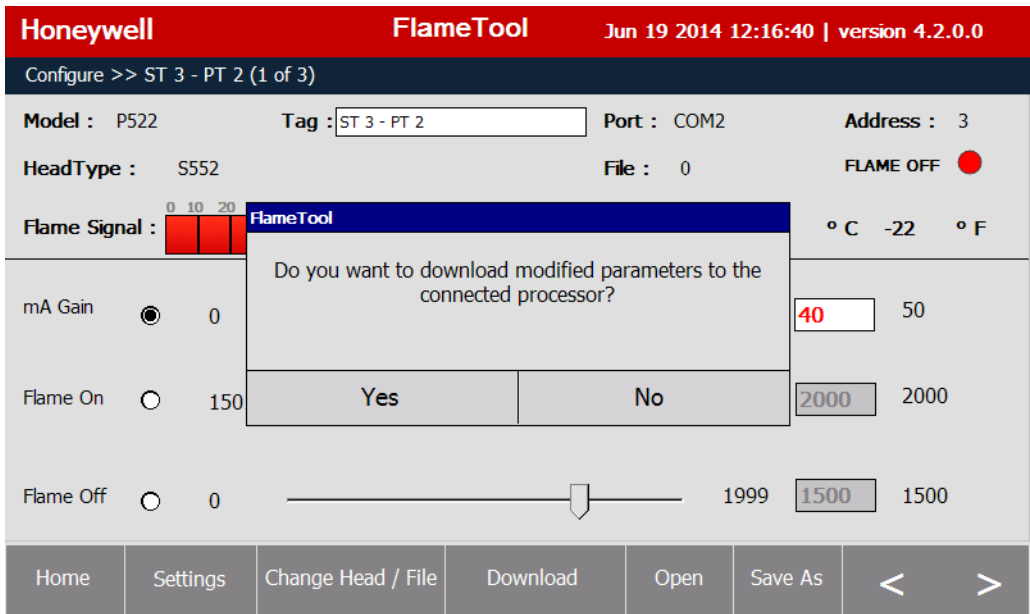 Honeywell FlameTool Jun 19 2014 12:16:40 | version 4.2.0.0
Configure >> ST 3 - PT 2 (1 of 3)
Model : P522 Tag : ST 3 - PT 2 Port : COM2 Address : 3
HeadType : S552 File : 0 FLAME OFF
0 10 20
Flame Signal : º C -22 º F
FlameTool
Do you want to download modified parameters to the
connected processor?
Yes No
mA Gain 0 40 50
Flame On 150 2000 2000
Flame Off 0 1999 1500 1500
Home Settings Change Head / File Download Open Save As < >